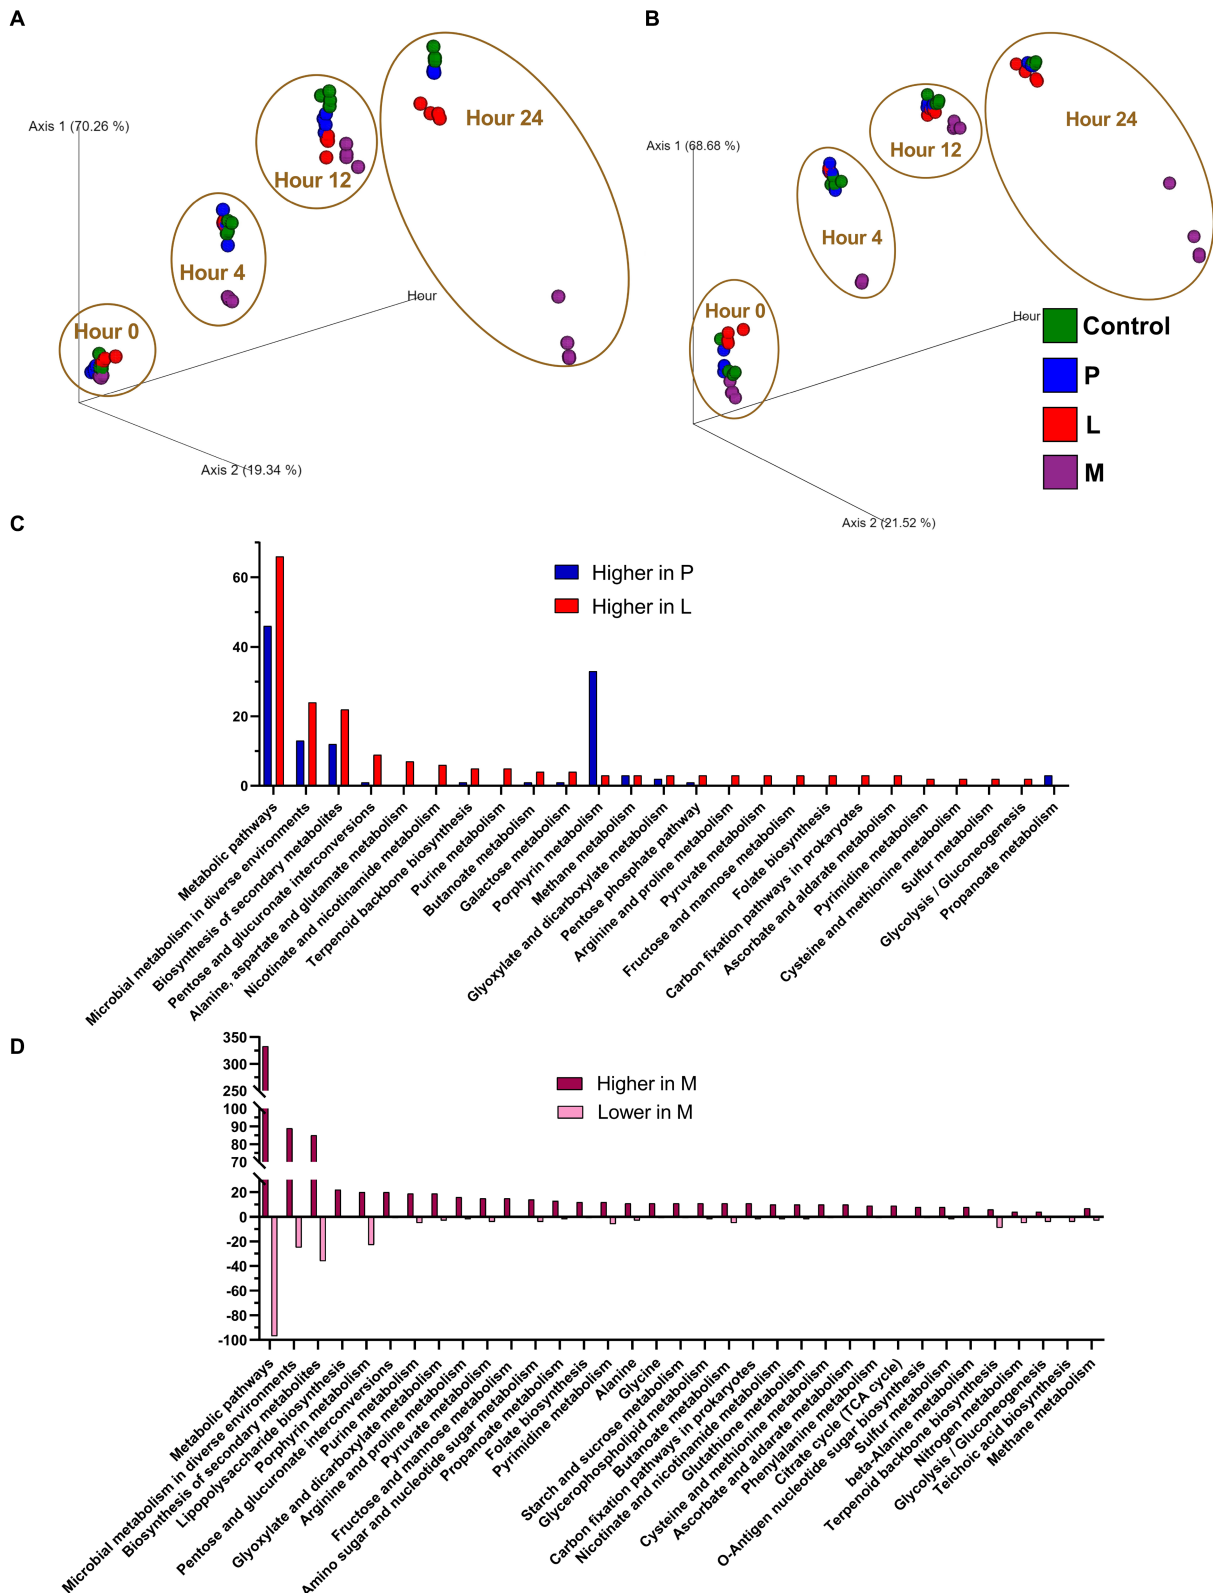 A
B
Axis 1 (70.26 %)
Hour 24
Hour 12
Hour 4
Hour 0
Hour
Axis 2 (19.34 %)
Axis 1 (68.68 %)
Hour 24
Hour 12
Hour 4
Hour 0
Hour
Axis 2 (21.52 %)
Control
P
L
M
C
60
40
20
0
Higher in P
Higher in L
Metabolic pathways
Microbial metabolism in diverse environments
Biosynthesis of secondary metabolites
Pentose and glucuronate interconversions
Alanine, aspartate and glutamate metabolism
Nicotinate and nicotinamide metabolism
Terpenoid backbone biosynthesis
Purine metabolism
Butanoate metabolism
Galactose metabolism
Porphyrin metabolism
Methane metabolism
Glyoxylate and dicarboxylate metabolism
Pentose phosphate pathway
Arginine and proline metabolism
Pyruvate metabolism
Fructose and mannose metabolism
Folate biosynthesis
Carbon fixation pathways in prokaryotes
Ascorbate and aldarate metabolism
Pyrimidine metabolism
Cysteine and methionine metabolism
Sulfur metabolism
Glycolysis / Gluconeogenesis
Propanoate metabolism
D
350
300
250
100
90
80
70
20
0
-20
-40
-60
-80
-100
Higher in M
Lower in M
Metabolic pathways
Microbial metabolism in diverse environments
Biosynthesis of secondary metabolites
Lipopolysaccharide biosynthesis
Porphyrin metabolism
Pentose and glucuronate interconversions
Purine metabolism
Glyoxylate and dicarboxylate metabolism
Arginine and proline metabolism
Pyruvate metabolism
Fructose and mannose metabolism
Amino sugar and nucleotide sugar metabolism
Propanoate metabolism
Folate biosynthesis
Pyrimidine metabolism
Alanine
Glycine
Starch and sucrose metabolism
Glycerophospholipid metabolism
Butanoate metabolism
Carbon fixation pathways in prokaryotes
Nicotinate and nicotinamide metabolism
Glutathione metabolism
Cysteine and methionine metabolism
Ascorbate and aldarate metabolism
Phenylalanine metabolism
Citrate cycle (TCA cycle)
O-Antigen nucleotide sugar biosynthesis
Sulfur metabolism
beta-Alanine metabolism
Terpenoid backbone biosynthesis
Nitrogen metabolism
Glycolysis / Gluconeogenesis
Teichoic acid biosynthesis
Methane metabolism